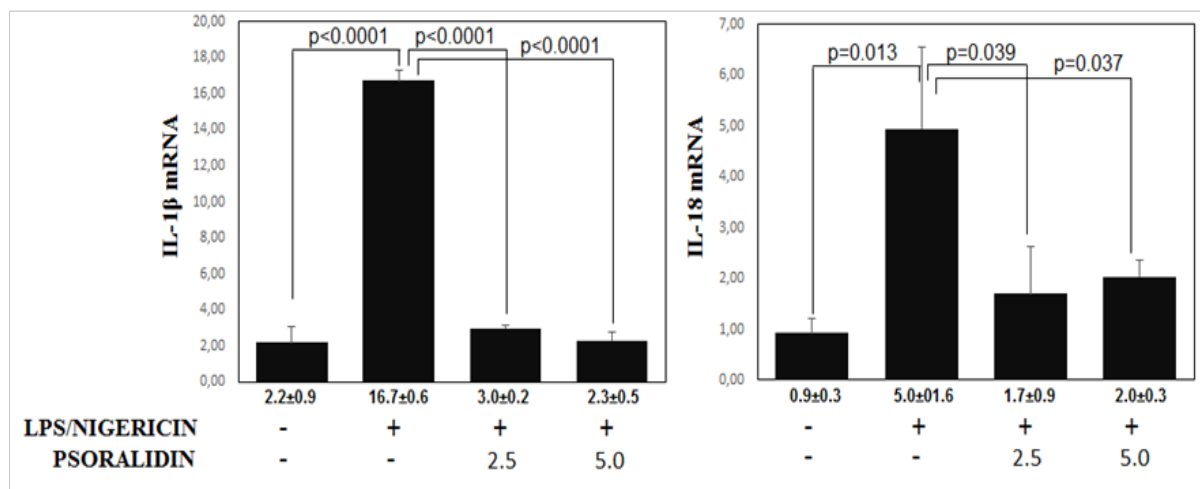 20,00
18,00
16,00
14,00
12,00
10,00
8,00
6,00
4,00
2,00
0,00
IL-1β mRNA
p<0.0001 p<0.0001
p<0.0001
2.2±0.9 16.7±0.6 3.0±0.2 2.3±0.5
7,00
6,00
5,00
4,00
3,00
2,00
1,00
0,00
IL-18 mRNA
p=0.013 p=0.039
p=0.037
0.9±0.3 5.0±01.6 1.7±0.9 2.0±0.3
LPS/NIGERICIN - + + + - + + +
PSORALIDIN - - 2.5 5.0 - - 2.5 5.0